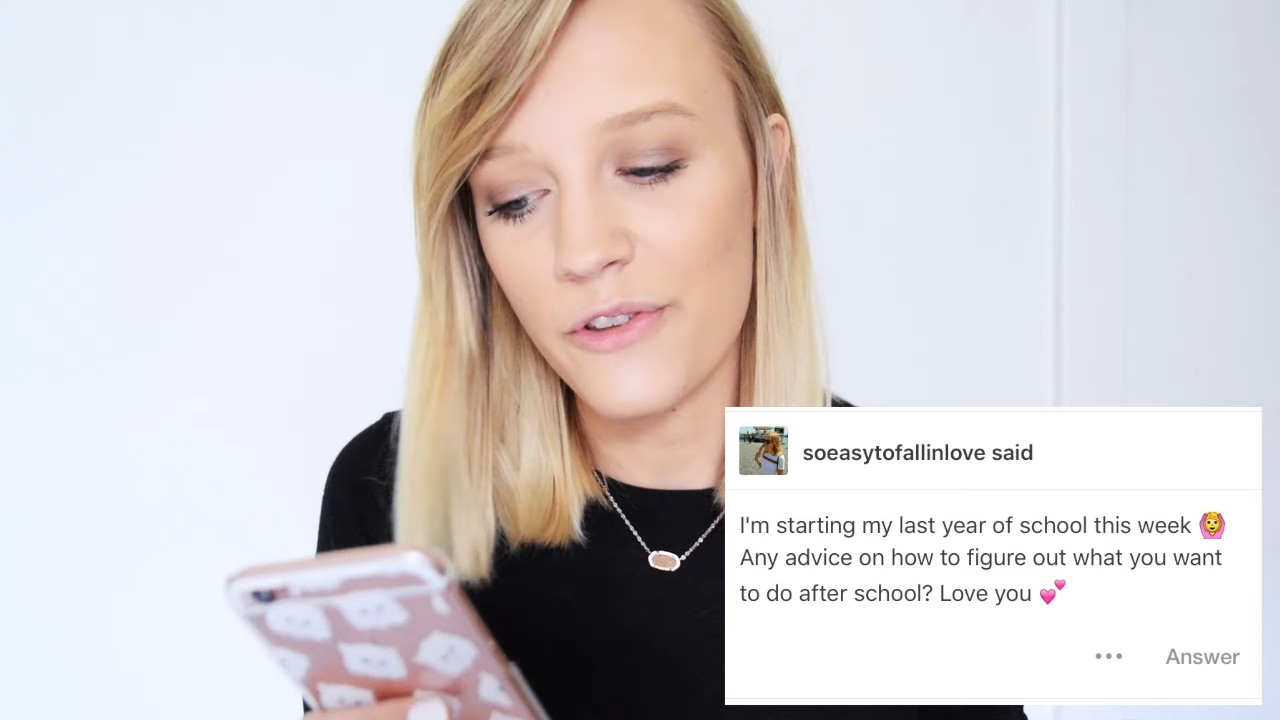 soeasytofallinlove said
I'm starting my last year of school this week 🙆
Any advice on how to figure out what you want
to do after school? Love you 💕
••• Answer